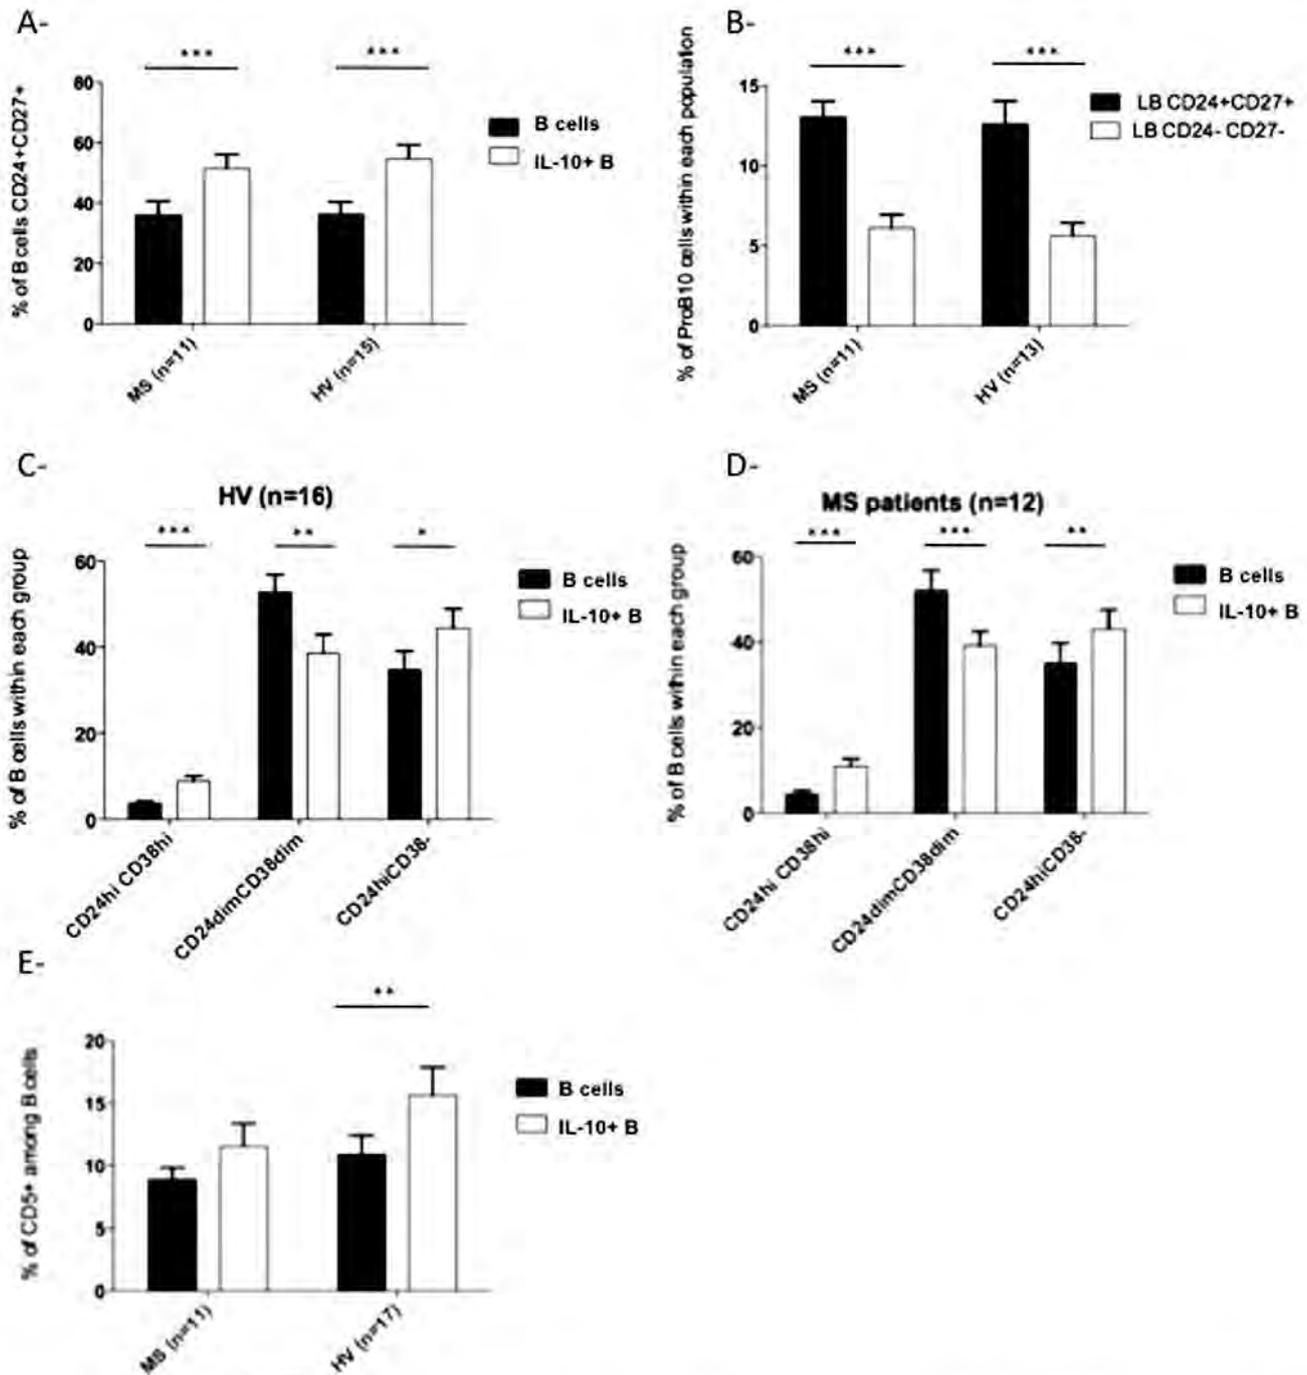 A-
% of B cells CD24+CD27+
***
***
80
60
40
20
0
MS (n=11)
HV (n=15)
B cells
IL-10+ B
B-
% of ProB10 cells within each population
***
***
15
10
5
0
MS (n=11)
HV (n=13)
LB CD24+CD27+
LB CD24- CD27-
C-
HV (n=16)
% of B cells within each group
***
**
*
60
40
20
0
CD24hi CD38hi
CD24dimCD38dim
CD24hiCD38-
B cells
IL-10+ B
D-
MS patients (n=12)
% of B cells within each group
***
***
**
60
40
20
0
CD24hi CD38hi
CD24dimCD38dim
CD24hiCD38-
B cells
IL-10+ B
E-
% of CD5+ among B cells
**
20
15
10
5
0
MS (n=11)
HV (n=17)
B cells
IL-10+ B